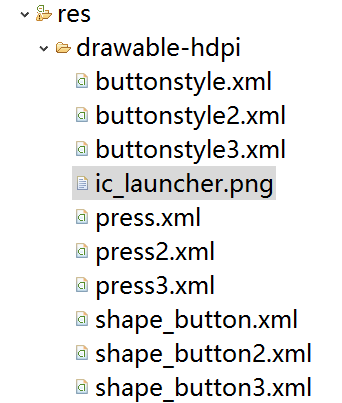 res
drawable-hdpi
buttonstyle.xml
buttonstyle2.xml
buttonstyle3.xml
ic_launcher.png
press.xml
press2.xml
press3.xml
shape_button.xml
shape_button2.xml
shape_button3.xml